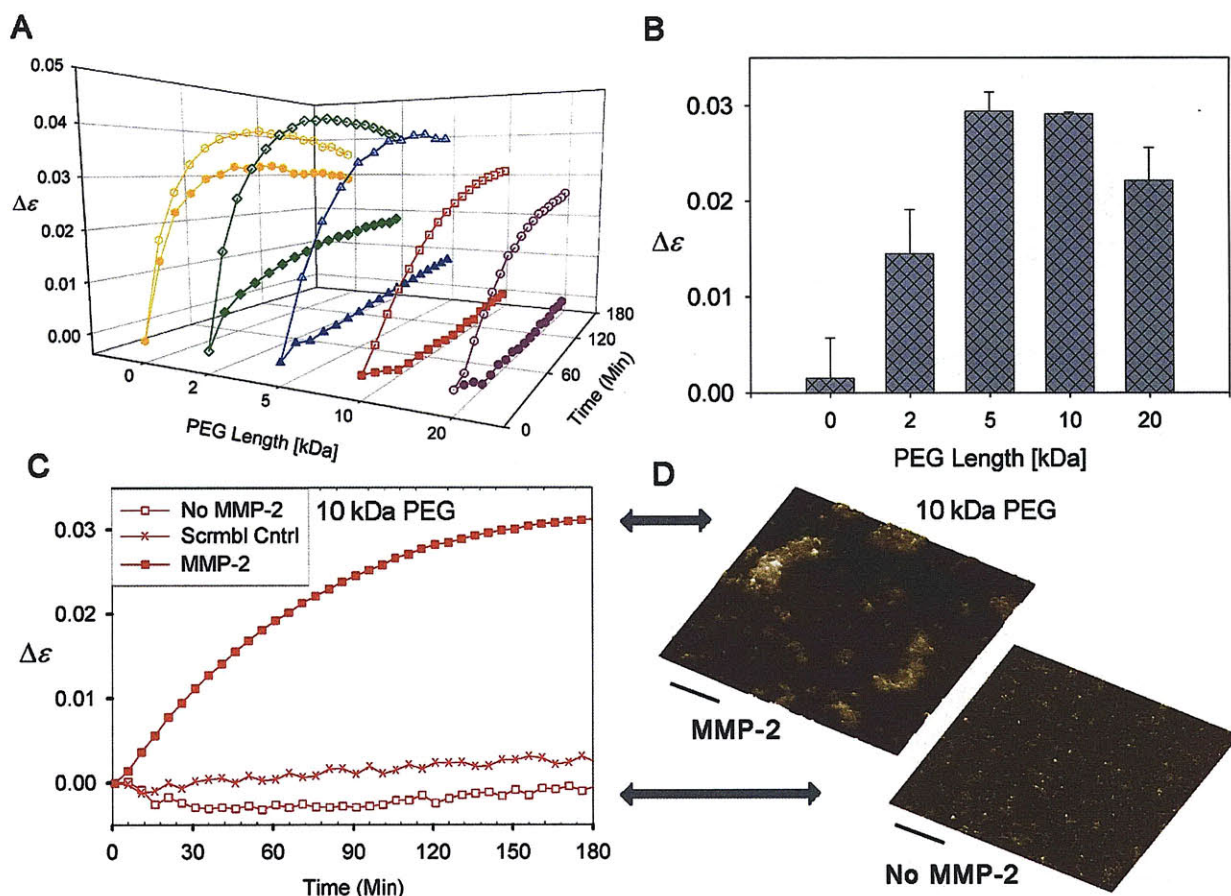 A
0.05
0.04
0.03
Δε
0.02
0.01
0.00
0
2
5
10
20
PEG Length [kDa]
0
60
120
180
Time (Min)
B
0.03
0.02
Δε
0.01
0.00
0 2 5 10 20
PEG Length [kDa]
C
No MMP-2
Scrmbl Cntrl
MMP-2
10 kDa PEG
0.03
0.02
Δε
0.01
0.00
0 30 60 90 120 150 180
Time (Min)
D
10 kDa PEG
MMP-2
No MMP-2